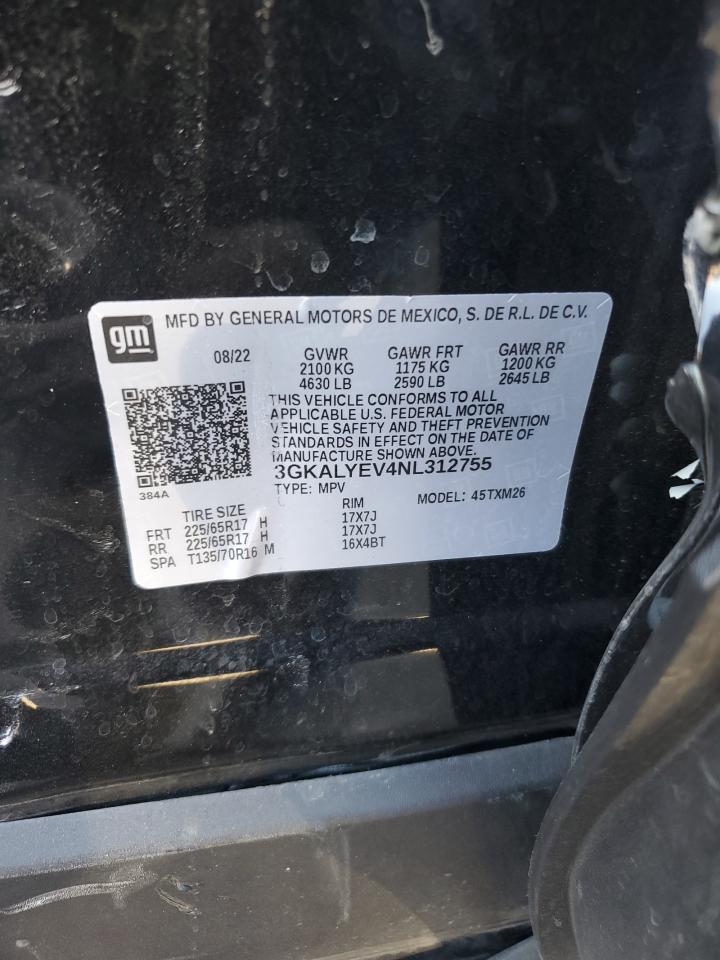 gm MFD BY GENERAL MOTORS DE MEXICO, S. DE R.L. DE C.V.
08/22 GVWR GAWR FRT GAWR RR
2100 KG 1175 KG 1200 KG
4630 LB 2590 LB 2645 LB
THIS VEHICLE CONFORMS TO ALL
APPLICABLE U.S. FEDERAL MOTOR
VEHICLE SAFETY AND THEFT PREVENTION
STANDARDS IN EFFECT ON THE DATE OF
MANUFACTURE SHOWN ABOVE.
3GKALYEV4NL312755
384A TYPE: MPV MODEL: 45TXM26
TIRE SIZE RIM
FRT 225/65R17 H 17X7J
RR 225/65R17 H 17X7J
SPA T135/70R16 M 16X4BT